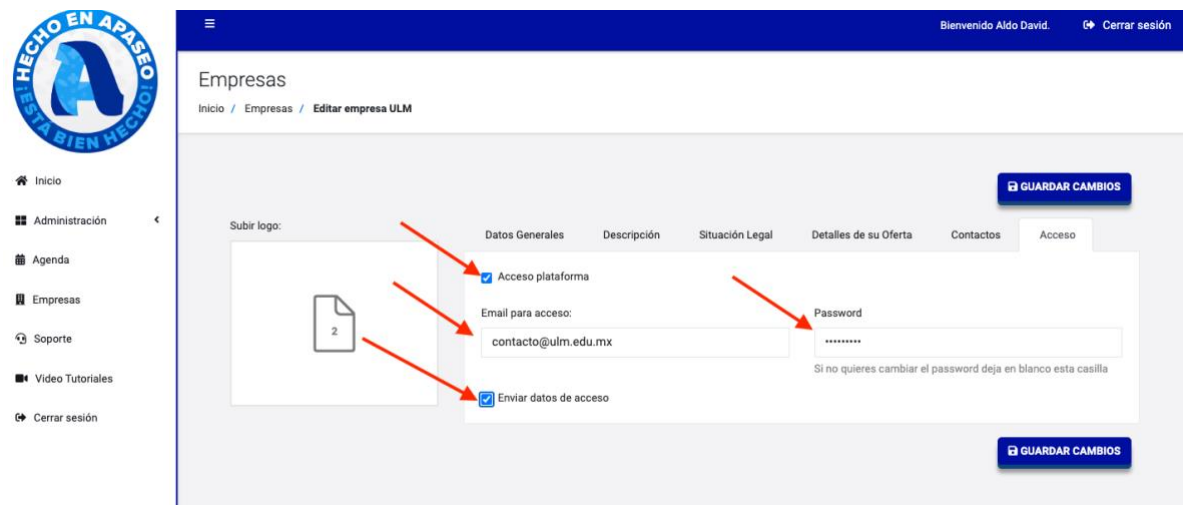 ¡HECHO EN APASEO
ESTÁ BIEN HECHO!
Bienvenido Aldo David.
Cerrar sesión
Empresas
Inicio / Empresas / Editar empresa ULM
Inicio
Administración
Agenda
Empresas
Soporte
Video Tutoriales
Cerrar sesión
GUARDAR CAMBIOS
Subir logo:
2
Datos Generales Descripción Situación Legal Detalles de su Oferta Contactos Acceso
Acceso plataforma
Email para acceso: Password
contacto@ulm.edu.mx •••••••••
Si no quieres cambiar el password deja en blanco esta casilla
Enviar datos de acceso
GUARDAR CAMBIOS